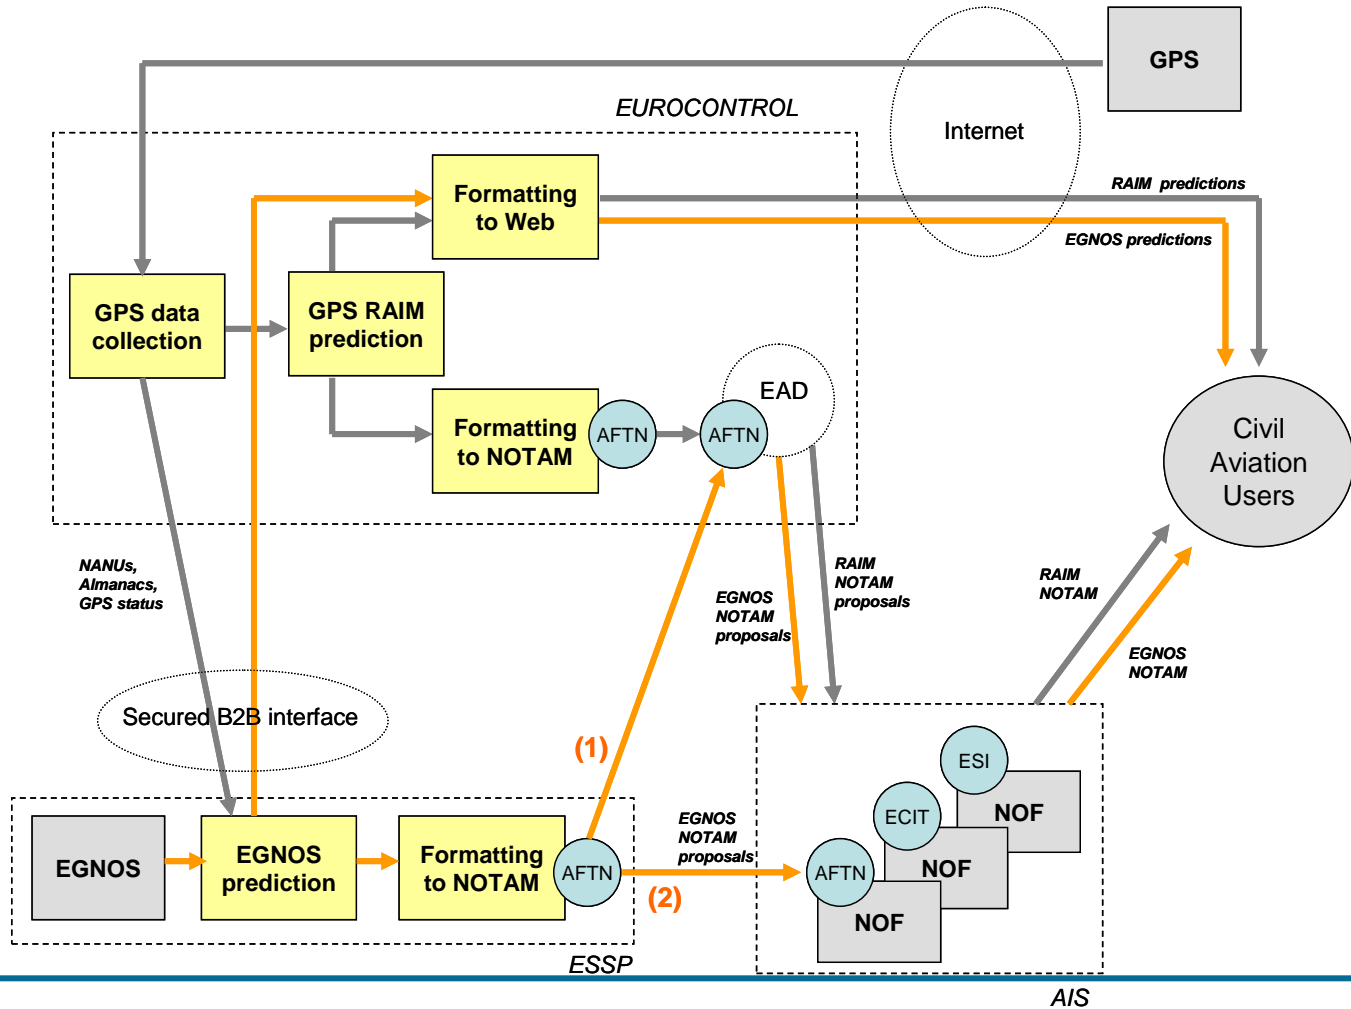 GPS
EUROCONTROL
Internet
Formatting
to Web
RAIM predictions
EGNOS predictions
GPS data
collection
GPS RAIM
prediction
EAD
Formatting
to NOTAM
AFTN
AFTN
Civil
Aviation
Users
NANUs,
Almanacs,
GPS status
EGNOS
NOTAM
proposals
RAIM
NOTAM
proposals
RAIM
NOTAM
EGNOS
NOTAM
Secured B2B interface
(1)
ESI
NOF
ECIT
NOF
EGNOS
NOTAM
proposals
EGNOS
EGNOS
prediction
Formatting
to NOTAM
AFTN
(2)
AFTN
NOF
ESSP
AIS